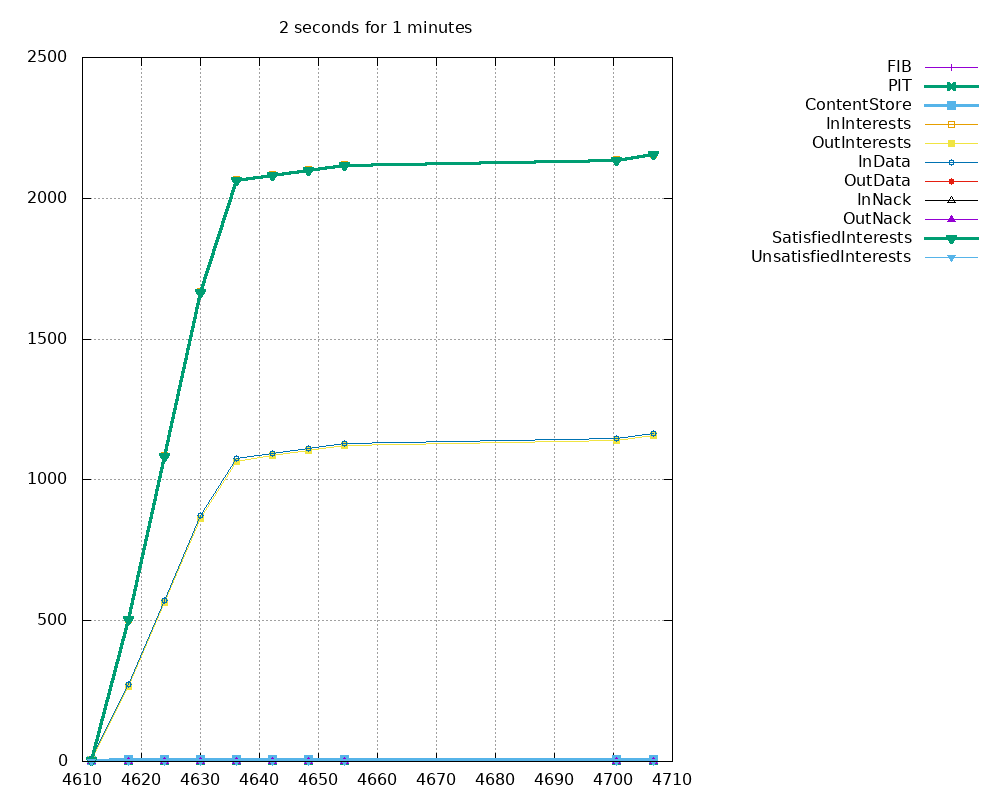 2 seconds for 1 minutes
2500
2000
1500
1000
500
0
4610 4620 4630 4640 4650 4660 4670 4680 4690 4700 4710
FIB
PIT
ContentStore
InInterests
OutInterests
InData
OutData
InNack
OutNack
SatisfiedInterests
UnsatisfiedInterests